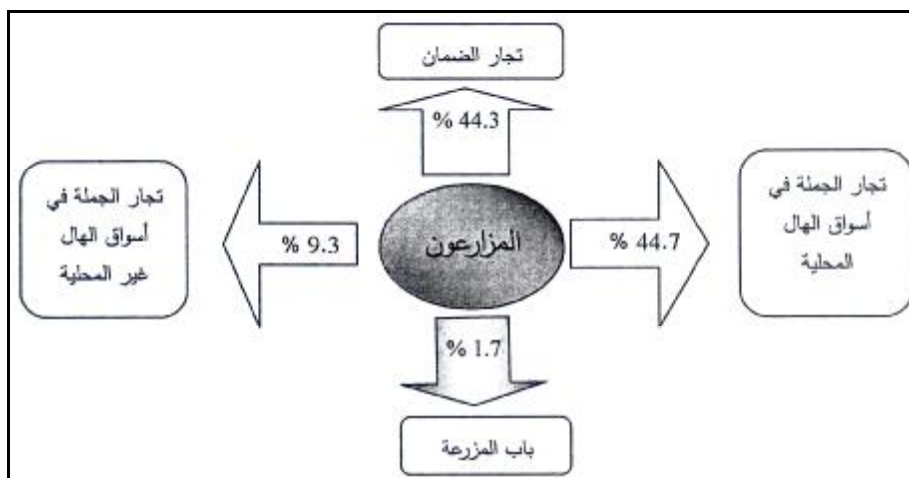 تجار الضمان
% 44.3
تجار الجملة في
أسواق الهال
المحلية
% 44.7
المزارعون
% 9.3
تجار الجملة في
أسواق الهال
غير المحلية
% 1.7
باب المزرعة